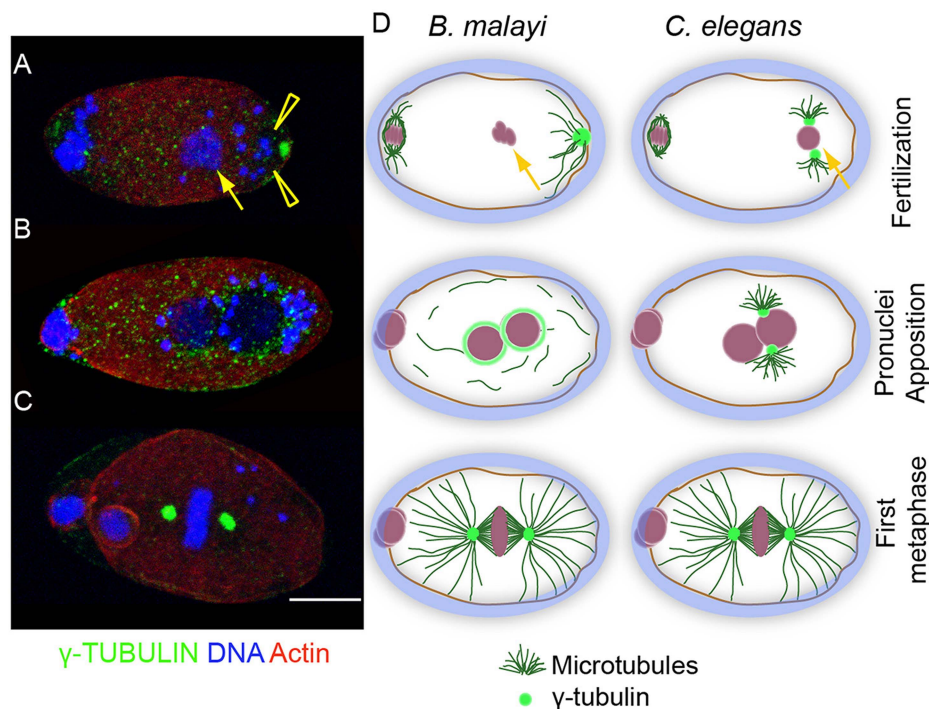 A
B
C
γ-TUBULIN DNA Actin
D
B. malayi
C. elegans
Fertilization
Pronuclei
Apposition
First
metaphase
Microtubules
γ-tubulin